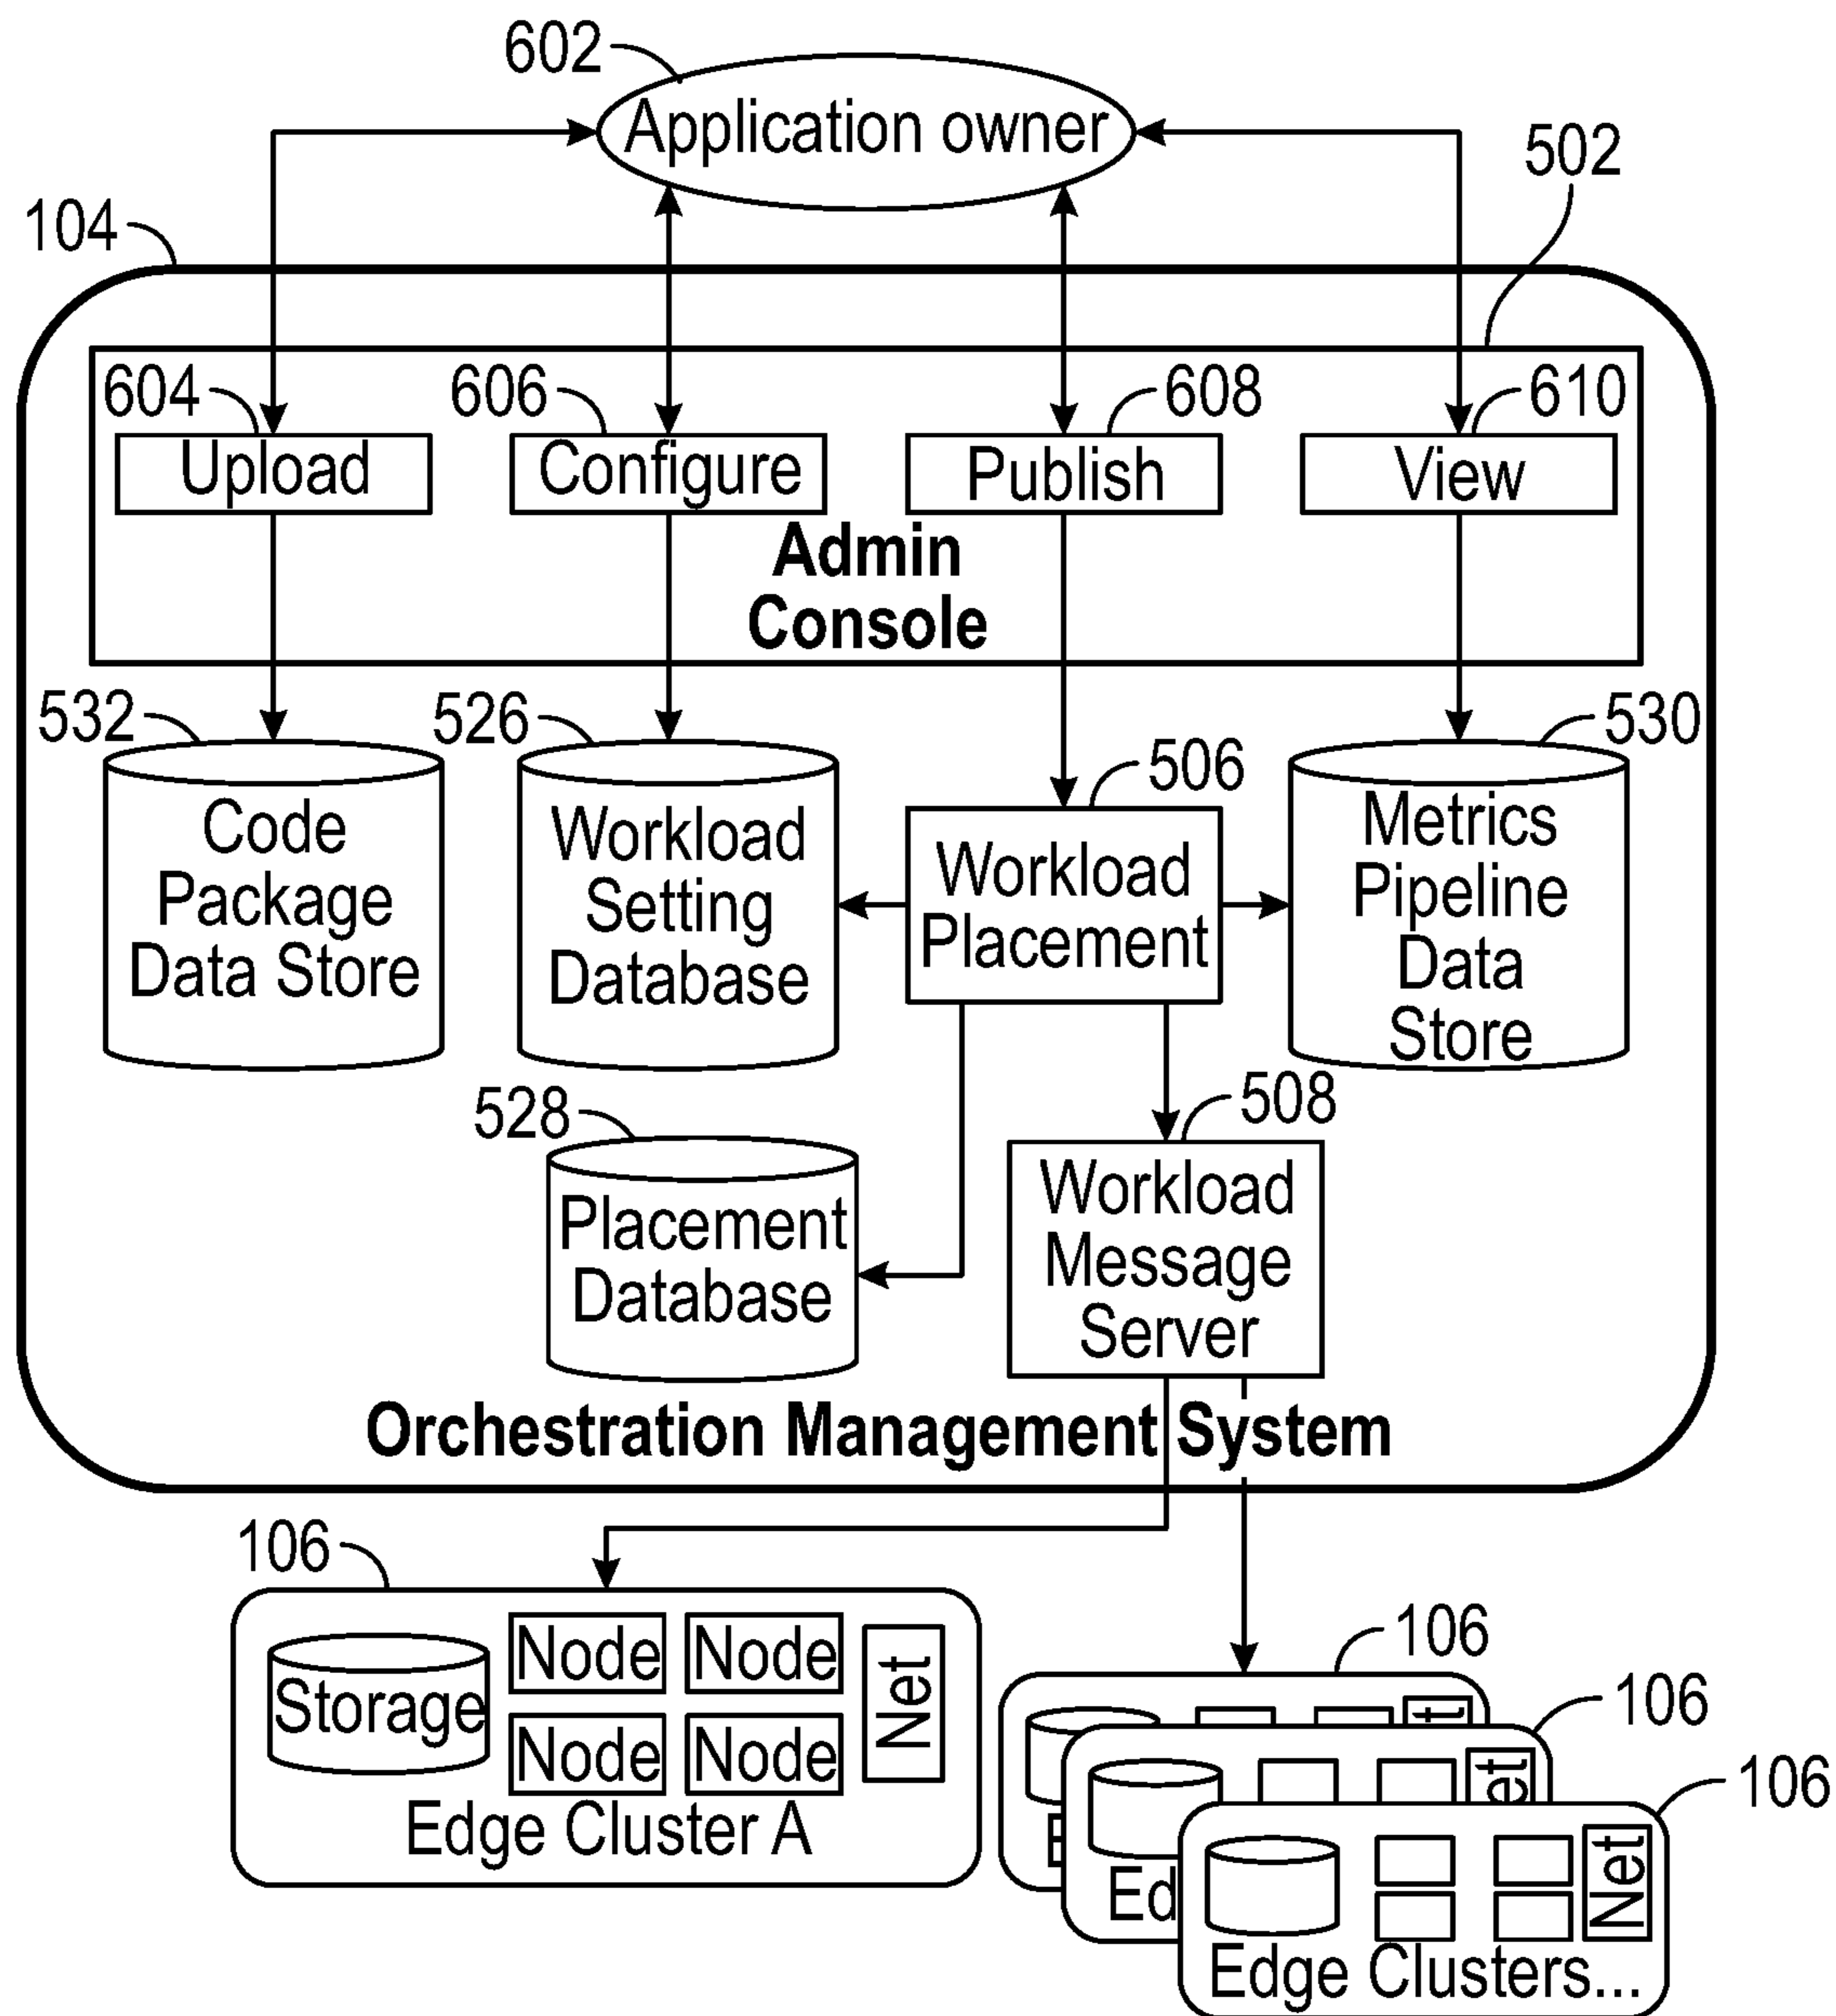 602
Application owner
502
104
604
606
608
610
Upload
Configure
Publish
View
Admin
Console
532
526
506
530
Code
Package
Data Store
Workload
Setting
Database
Workload
Placement
Metrics
Pipeline
Data
Store
528
508
Placement
Database
Workload
Message
Server
Orchestration Management System
106
Storage
Node
Node
Node
Node
Net
Edge Cluster A
106
t
106
et
Ed
106
Net
Edge Clusters...